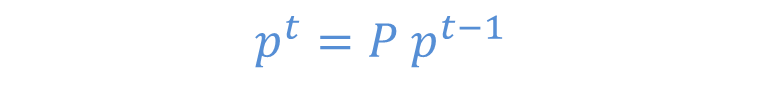 p^t = P p^{t-1}